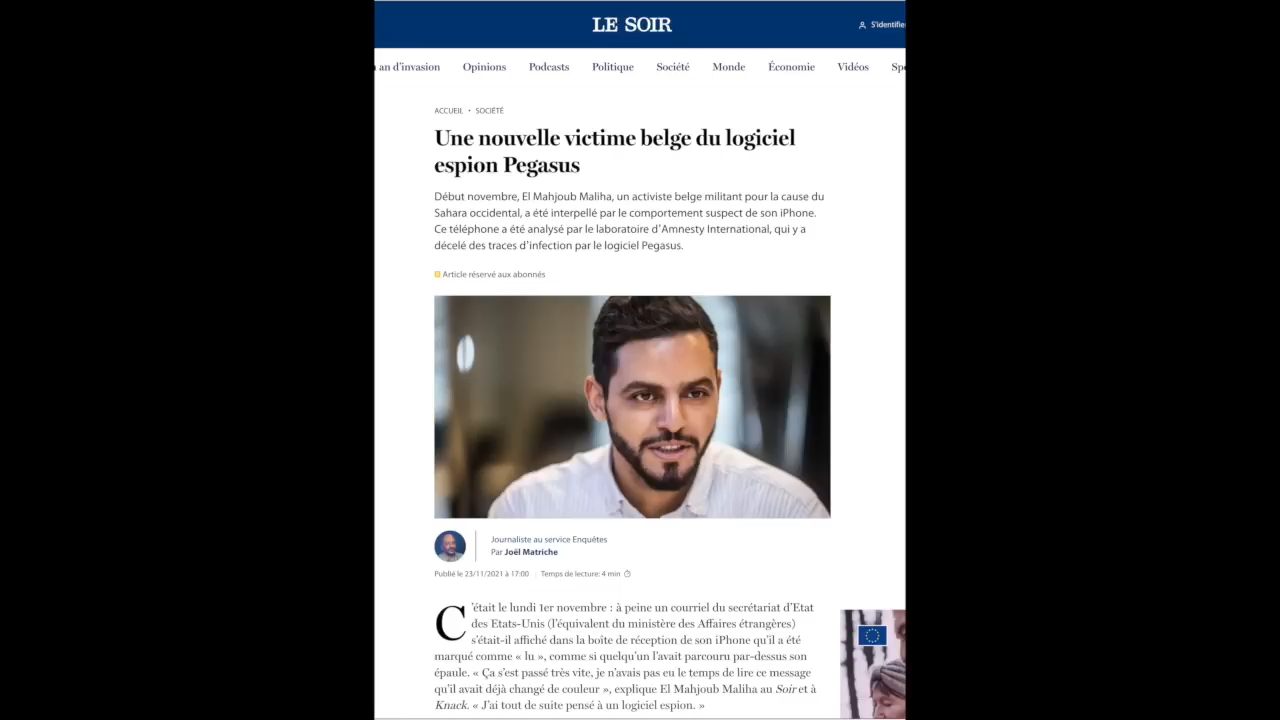 LE SOIR
S'identifie
an d'invasion Opinions Podcasts Politique Société Monde Économie Vidéos
ACCUEIL • SOCIÉTÉ
Une nouvelle victime belge du logiciel
espion Pegasus
Début novembre, El Mahjoub Maliha, un activiste belge militant pour la cause du
Sahara occidental, a été interpellé par le comportement suspect de son iPhone.
Ce téléphone a été analysé par le laboratoire d'Amnesty International, qui y a
décelé des traces d'infection par le logiciel Pegasus.
Article réservé aux abonnés
Journaliste au service Enquêtes
Par Joël Matriche
Publié le 23/11/2021 à 17:00 | Temps de lecture: 4 min
C'était le lundi 1er novembre : à peine un courriel du secrétariat d'Etat
des Etats-Unis (l'équivalent du ministère des Affaires étrangères)
s'était-il affiché dans la boîte de réception de son iPhone qu'il a été
marqué comme « lu », comme si quelqu'un l'avait parcouru par-dessus son
épaule. « Ça s'est passé très vite, je n'avais pas eu le temps de lire ce message
qu'il avait déjà changé de couleur », explique El Mahjoub Maliha au Soir et à
Knack. « J'ai tout de suite pensé à un logiciel espion. »